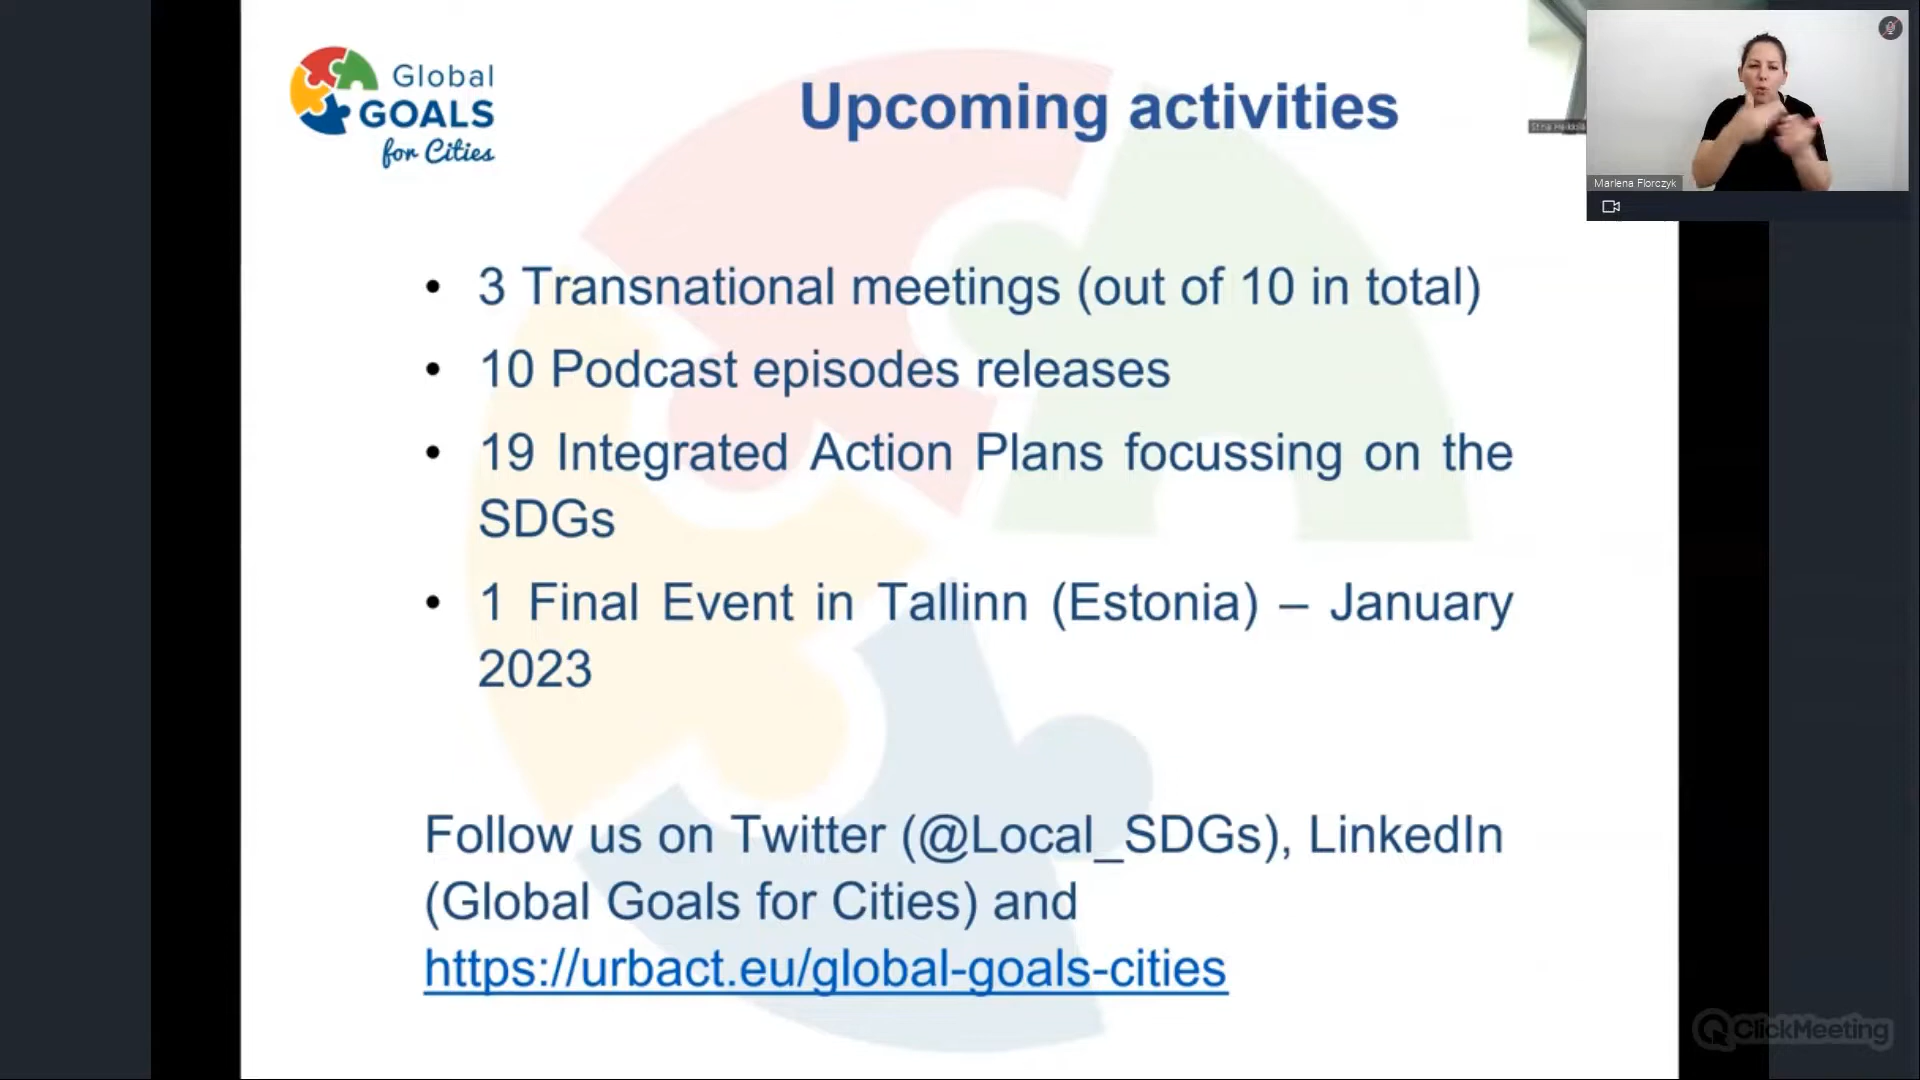 Global
GOALS
for Cities
Upcoming activities
Marlena Florczyk
• 3 Transnational meetings (out of 10 in total)
• 10 Podcast episodes releases
• 19 Integrated Action Plans focussing on the
SDGs
• 1 Final Event in Tallinn (Estonia) – January
2023
Follow us on Twitter (@Local_SDGs), LinkedIn
(Global Goals for Cities) and
https://urbact.eu/global-goals-cities
ClickMeeting